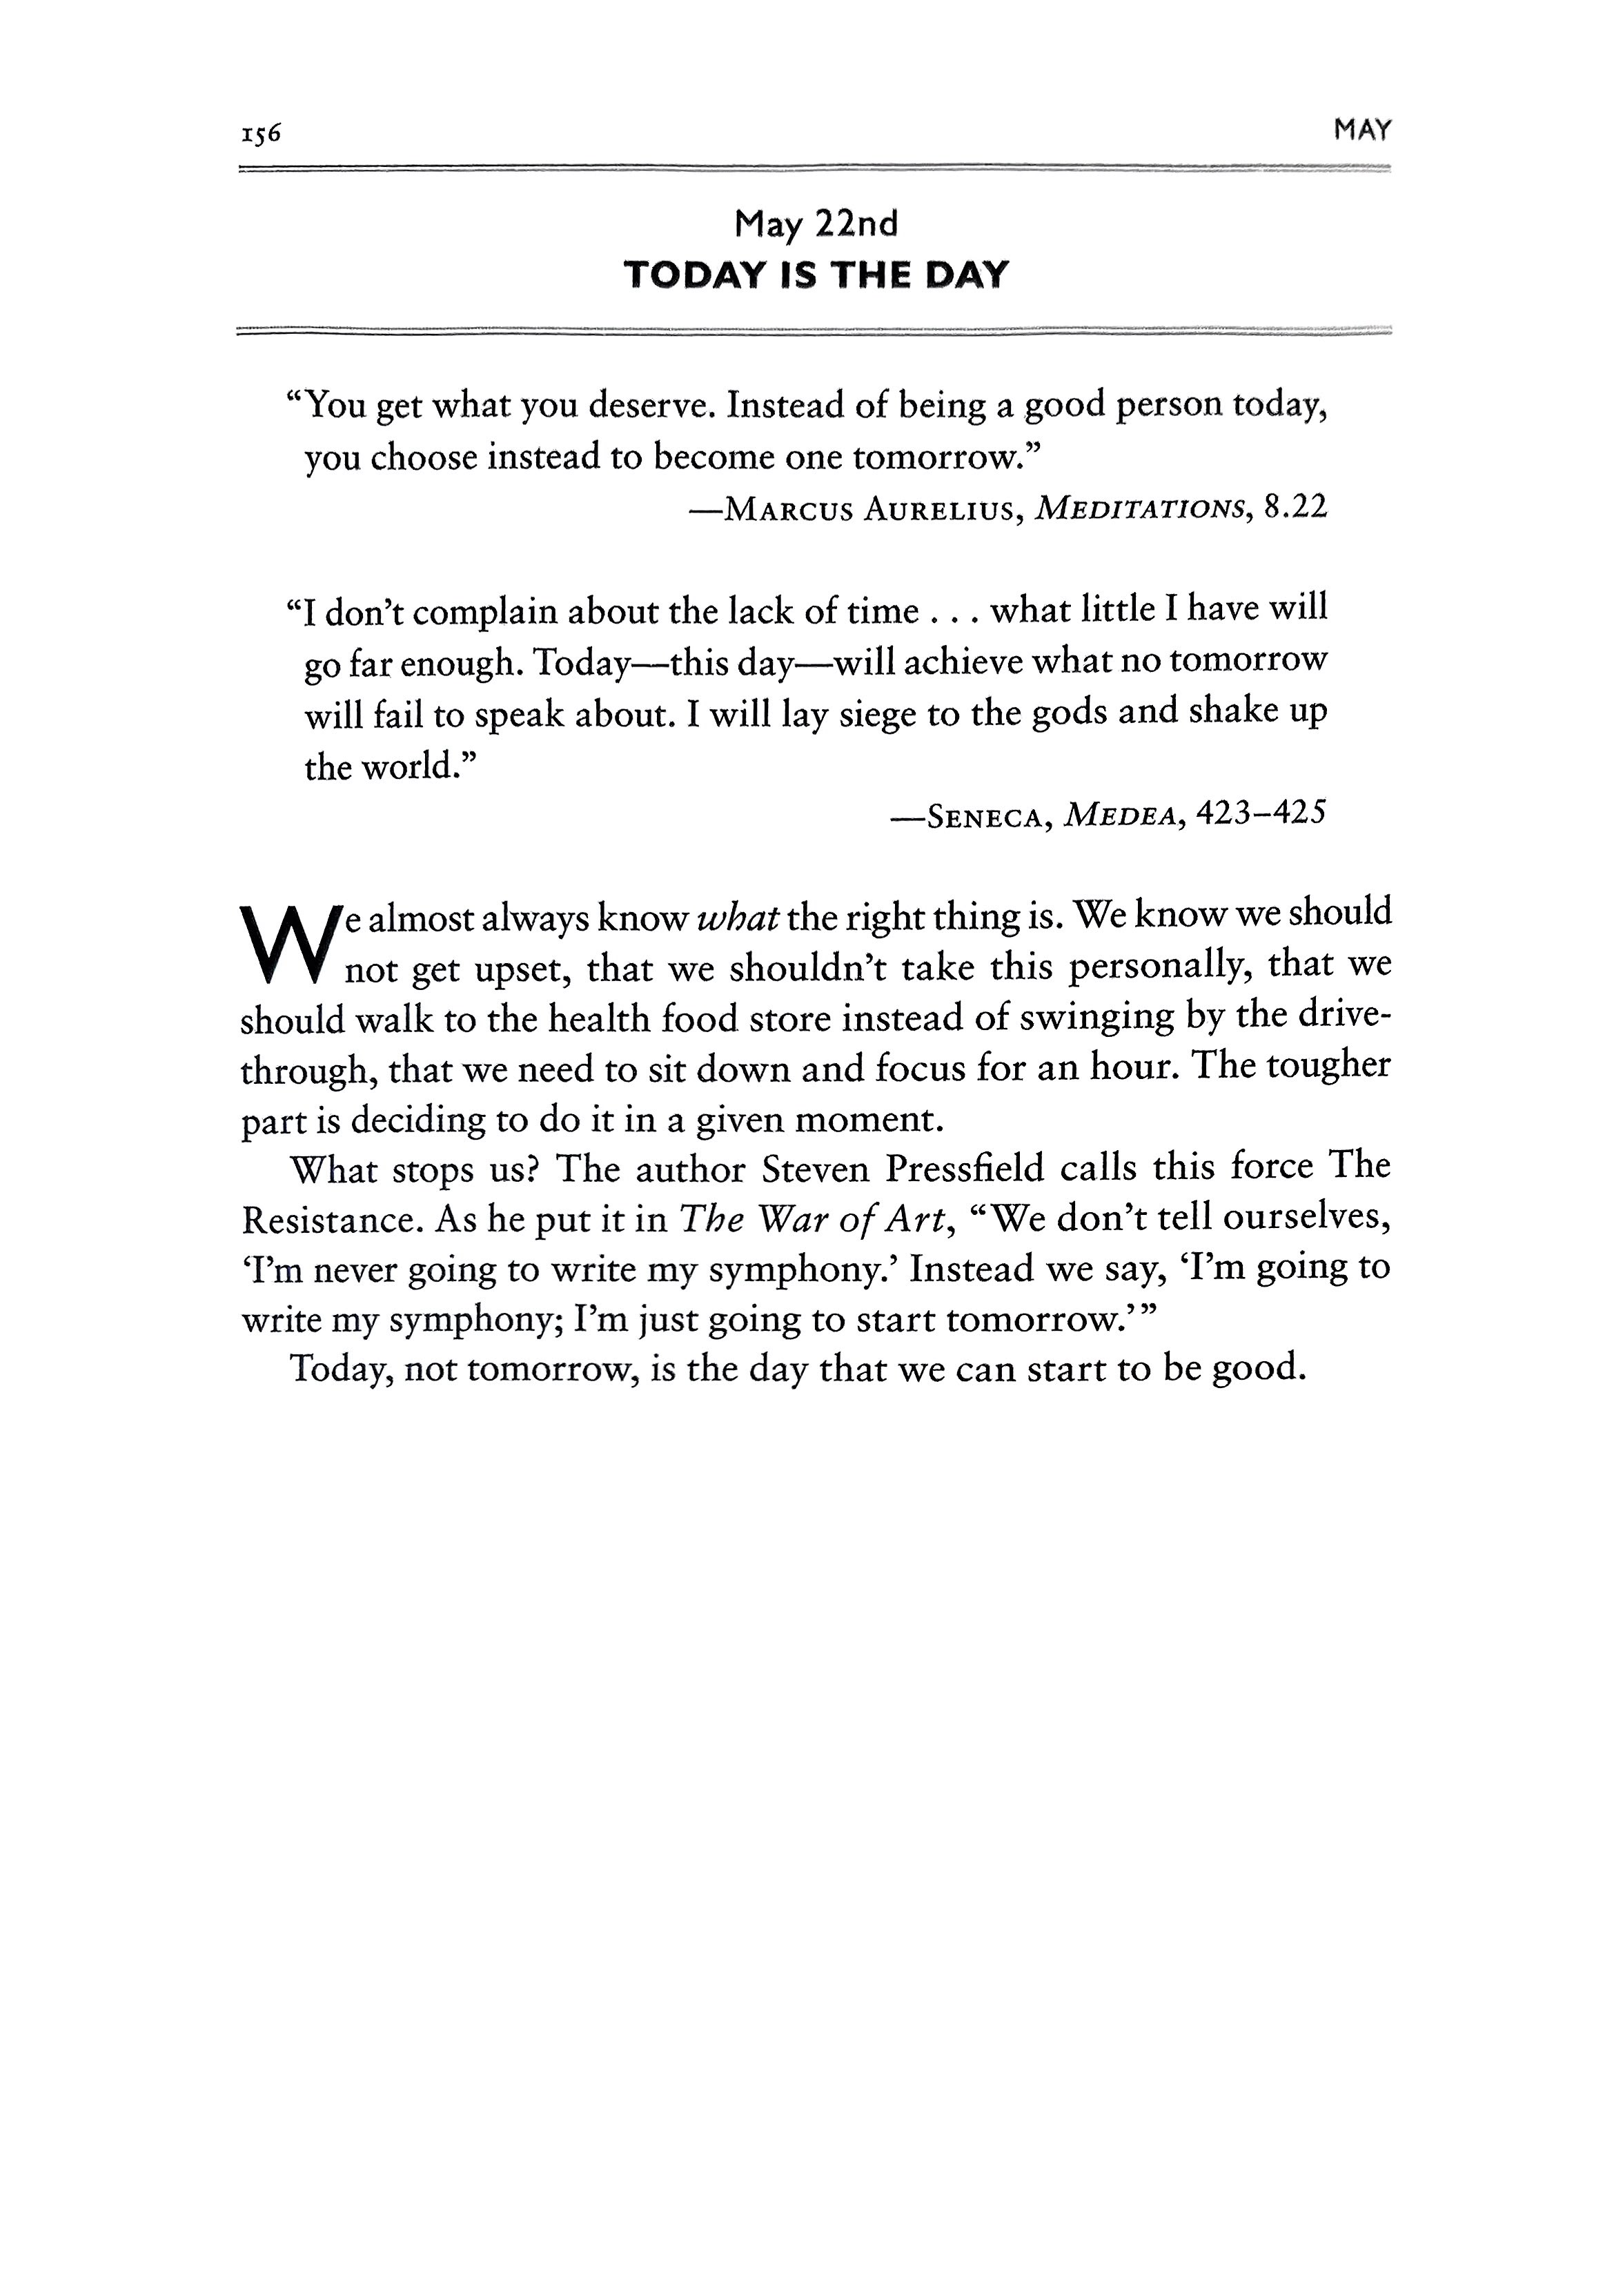 156 MAY
May 22nd
TODAY IS THE DAY
“You get what you deserve. Instead of being a good person today,
you choose instead to become one tomorrow.”
—MARCUS AURELIUS, MEDITATIONS, 8.22
“I don’t complain about the lack of time . . . what little I have will
go far enough. Today—this day—will achieve what no tomorrow
will fail to speak about. I will lay siege to the gods and shake up
the world.”
—SENECA, MEDEA, 423–425
We almost always know what the right thing is. We know we should
not get upset, that we shouldn’t take this personally, that we
should walk to the health food store instead of swinging by the drive-
through, that we need to sit down and focus for an hour. The tougher
part is deciding to do it in a given moment.
What stops us? The author Steven Pressfield calls this force The
Resistance. As he put it in The War of Art, “We don’t tell ourselves,
‘I’m never going to write my symphony.’ Instead we say, ‘I’m going to
write my symphony; I’m just going to start tomorrow.’”
Today, not tomorrow, is the day that we can start to be good.